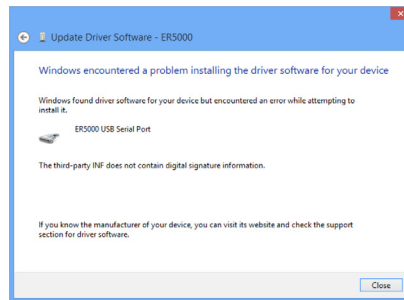 Update Driver Software - ER5000
Windows encountered a problem installing the driver software for your device
Windows found driver software for your device but encountered an error while attempting to
install it.
ER5000 USB Serial Port
The third-party INF does not contain digital signature information.
If you know the manufacturer of your device, you can visit its website and check the support
section for driver software.
Close